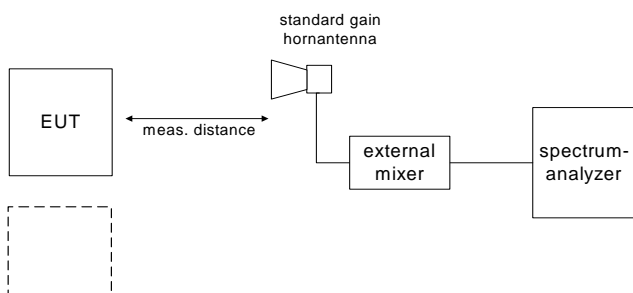 standard gain
hornantenna
EUT
meas. distance
external
mixer
spectrum-
analyzer